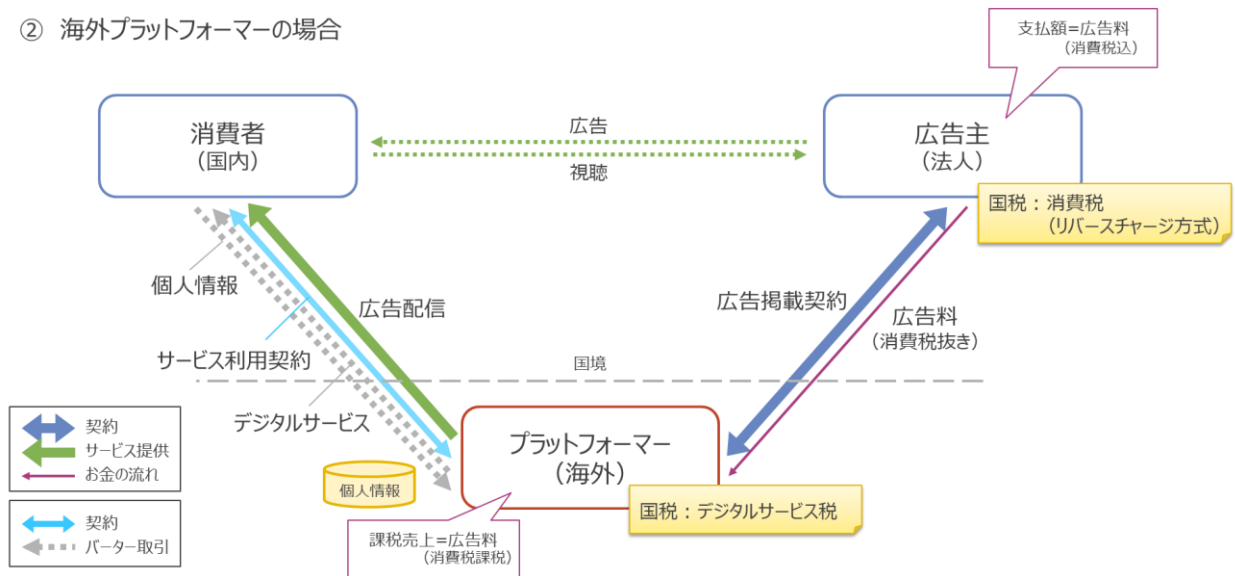 ② 海外プラットフォーマーの場合
支払額=広告料
(消費税込)
消費者
(国内)
広告
視聴
広告主
(法人)
国税：消費税
(リバースチャージ方式)
個人情報
広告配信
サービス利用契約
デジタルサービス
広告掲載契約
広告料
(消費税抜き)
国境
契約
サービス提供
お金の流れ
契約
バーター取引
プラットフォーマー
(海外)
個人情報
国税：デジタルサービス税
課税売上=広告料
(消費税課税)